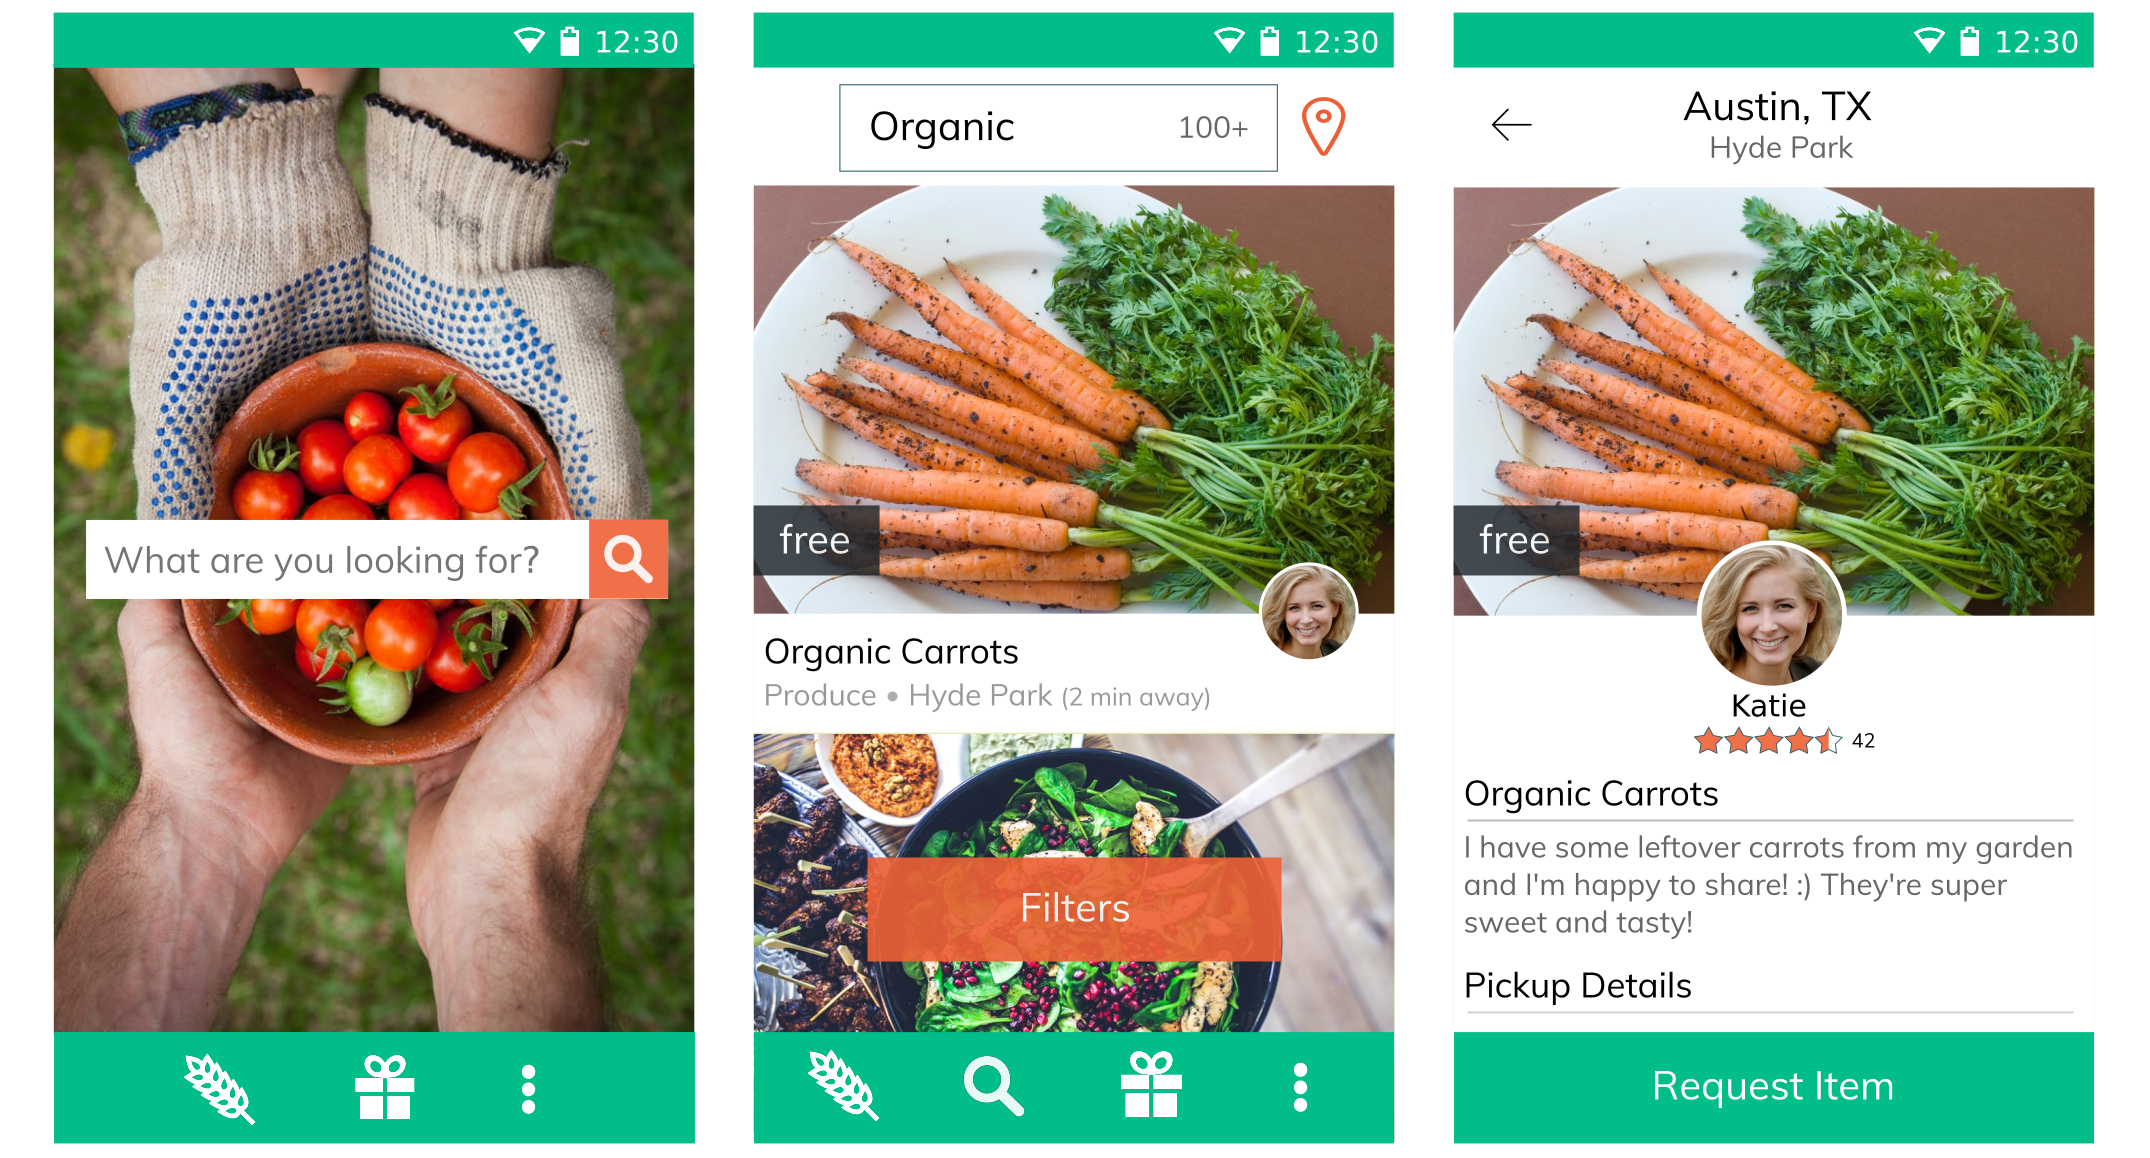 12:30
What are you looking for?
12:30
Organic 100+
free
Organic Carrots
Produce • Hyde Park (2 min away)
Filters
12:30
Austin, TX
Hyde Park
free
Katie
42
Organic Carrots
I have some leftover carrots from my garden
and I'm happy to share! :) They're super
sweet and tasty!
Pickup Details
Request Item